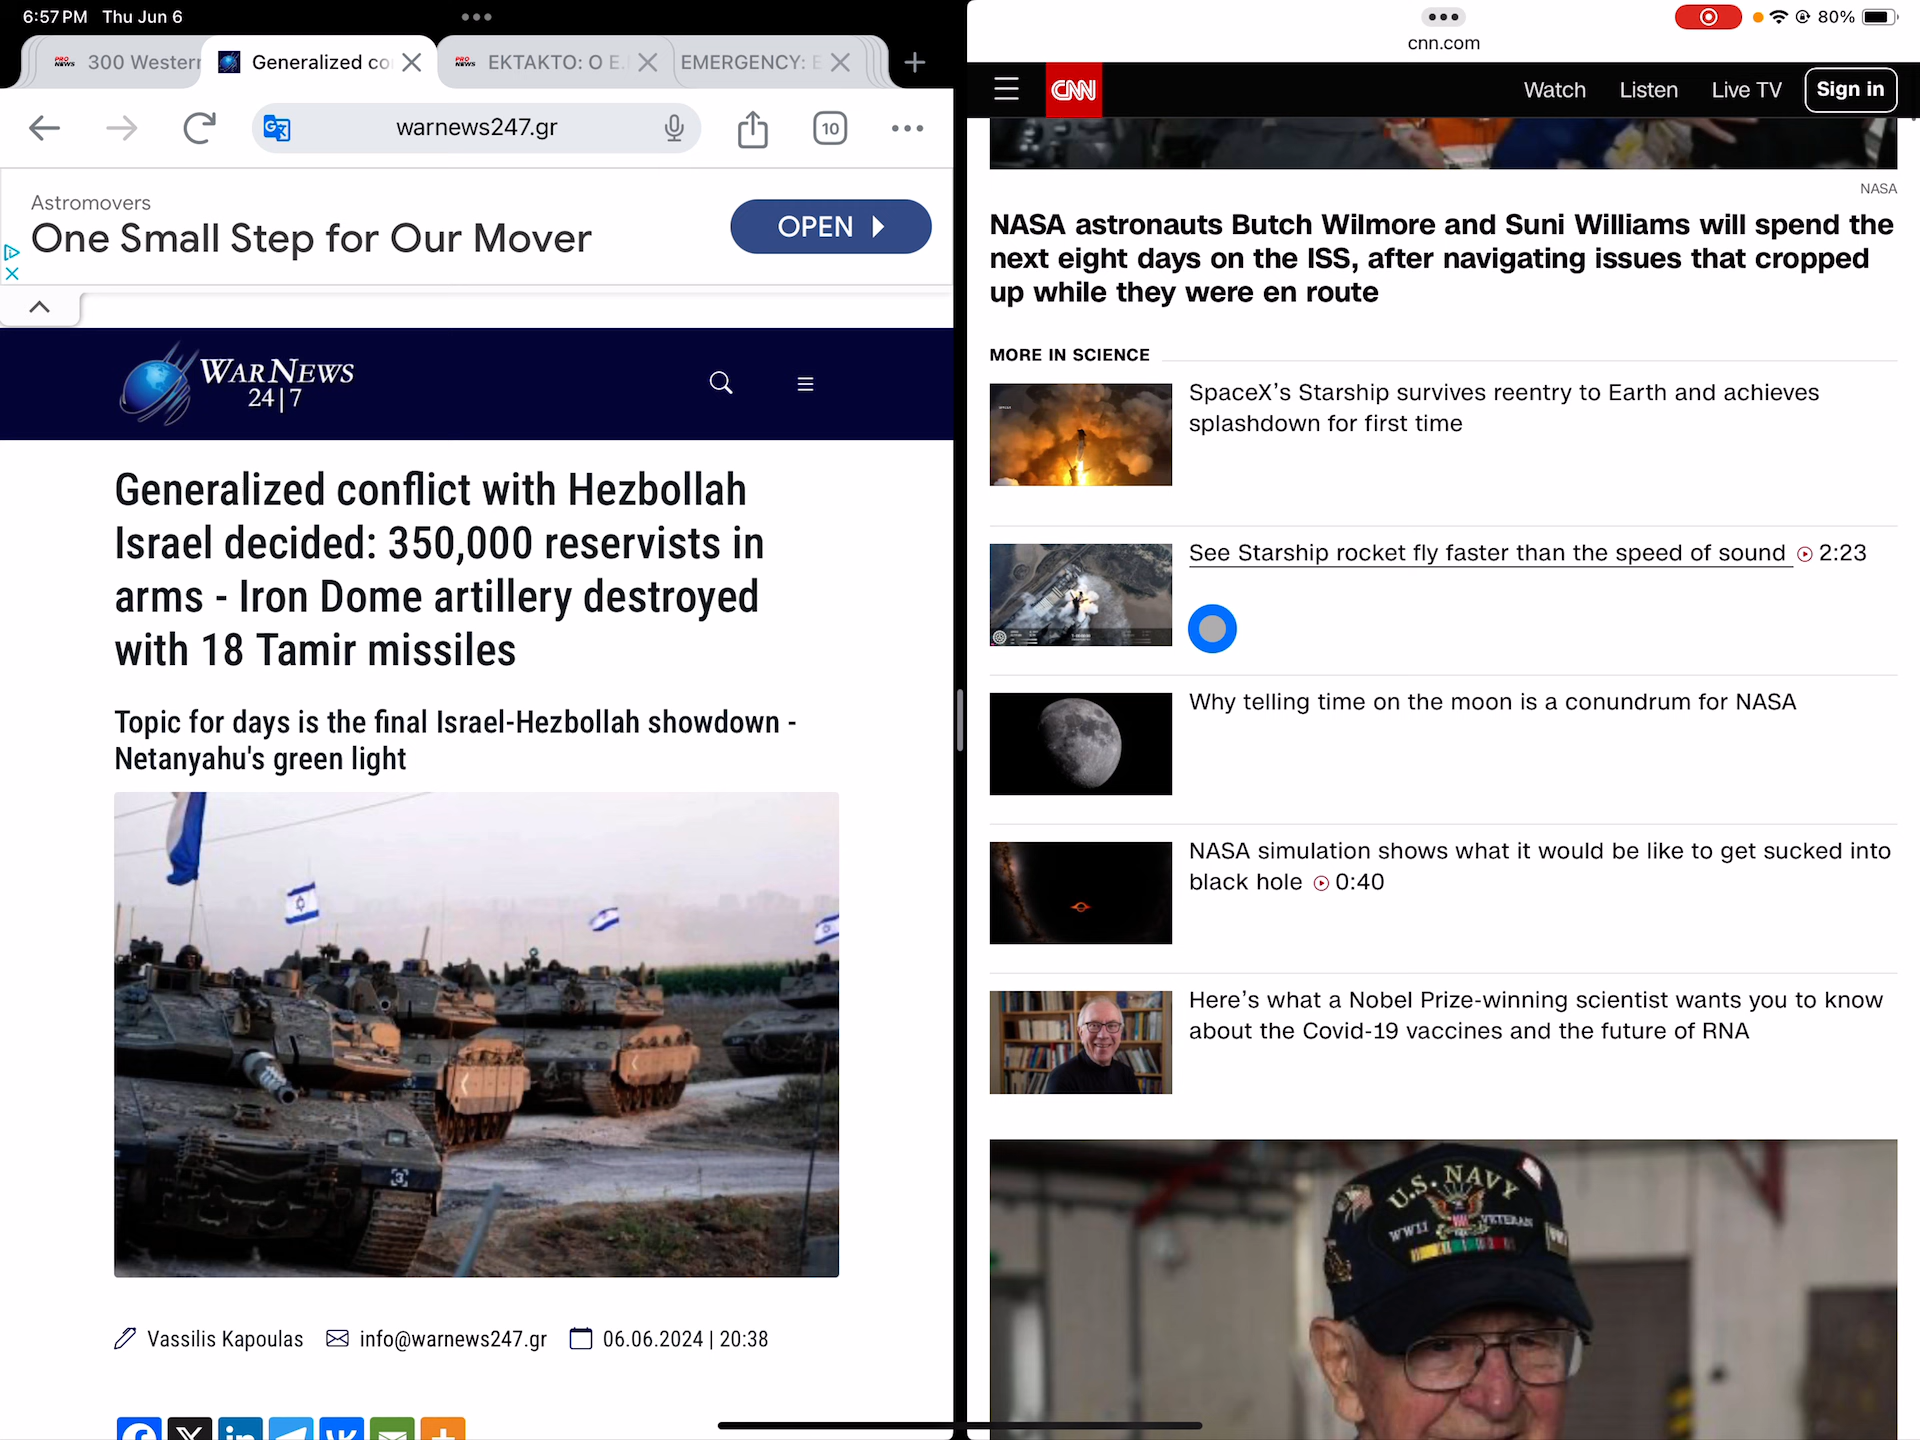 6:57 PM Thu Jun 6
300 Western
Generalized co
EKTAKTO: O E.
EMERGENCY: E
warnews247.gr
10
Astromovers
One Small Step for Our Mover
OPEN
WARNEWS
24|7
Generalized conflict with Hezbollah
Israel decided: 350,000 reservists in
arms - Iron Dome artillery destroyed
with 18 Tamir missiles
Topic for days is the final Israel-Hezbollah showdown -
Netanyahu's green light
Vassilis Kapoulas info@warnews247.gr 06.06.2024 | 20:38
80%
cnn.com
CNN
Watch Listen Live TV Sign in
NASA
NASA astronauts Butch Wilmore and Suni Williams will spend the
next eight days on the ISS, after navigating issues that cropped
up while they were en route
MORE IN SCIENCE
SpaceX’s Starship survives reentry to Earth and achieves
splashdown for first time
See Starship rocket fly faster than the speed of sound 2:23
Why telling time on the moon is a conundrum for NASA
NASA simulation shows what it would be like to get sucked into
black hole 0:40
Here’s what a Nobel Prize-winning scientist wants you to know
about the Covid-19 vaccines and the future of RNA
U.S. NAVY
WWII VETERAN